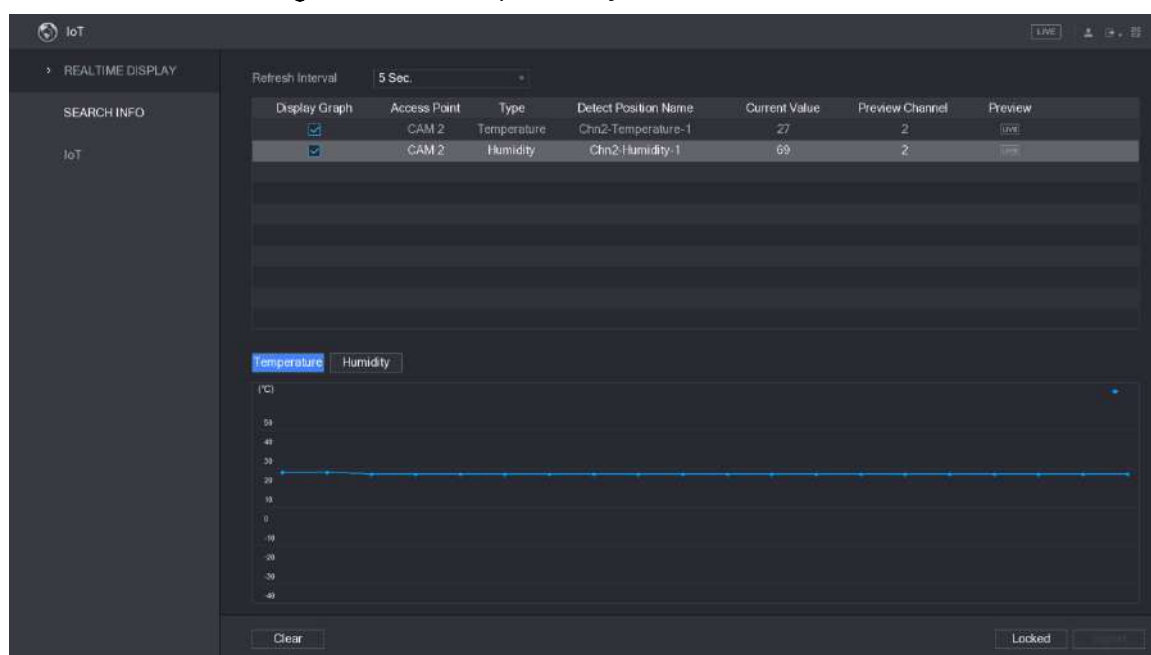 IoT LIVE
REALTIME DISPLAY
SEARCH INFO
IoT
Refresh Interval 5 Sec.
Display Graph Access Point Type Detect Position Name Current Value Preview Channel Preview
CAM 2 Temperature Chn2-Temperature-1 27 2 LIVE
CAM 2 Humidity Chn2-Humidity-1 69 2 LIVE
Temperature Humidity
(°C)
50
40
30
20
10
0
-10
-20
-30
-40
Clear Locked